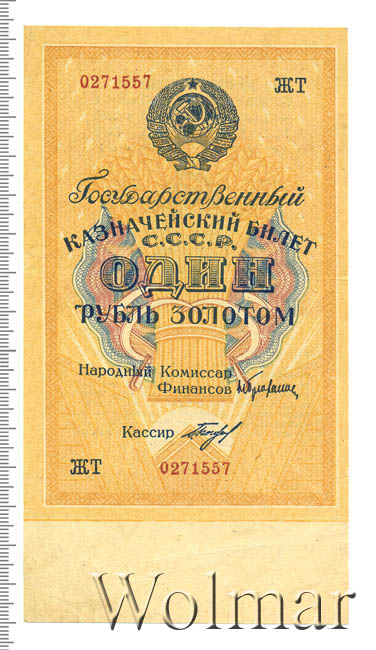 0271557 ЖТ
Государственный
КАЗНАЧЕЙСКИЙ БИЛЕТ
С.С.С.Р.
ОДИН
РУБЛЬ ЗОЛОТОМ
Народный Комиссар
Финансов
Кассир
ЖТ 0271557
Wolmar